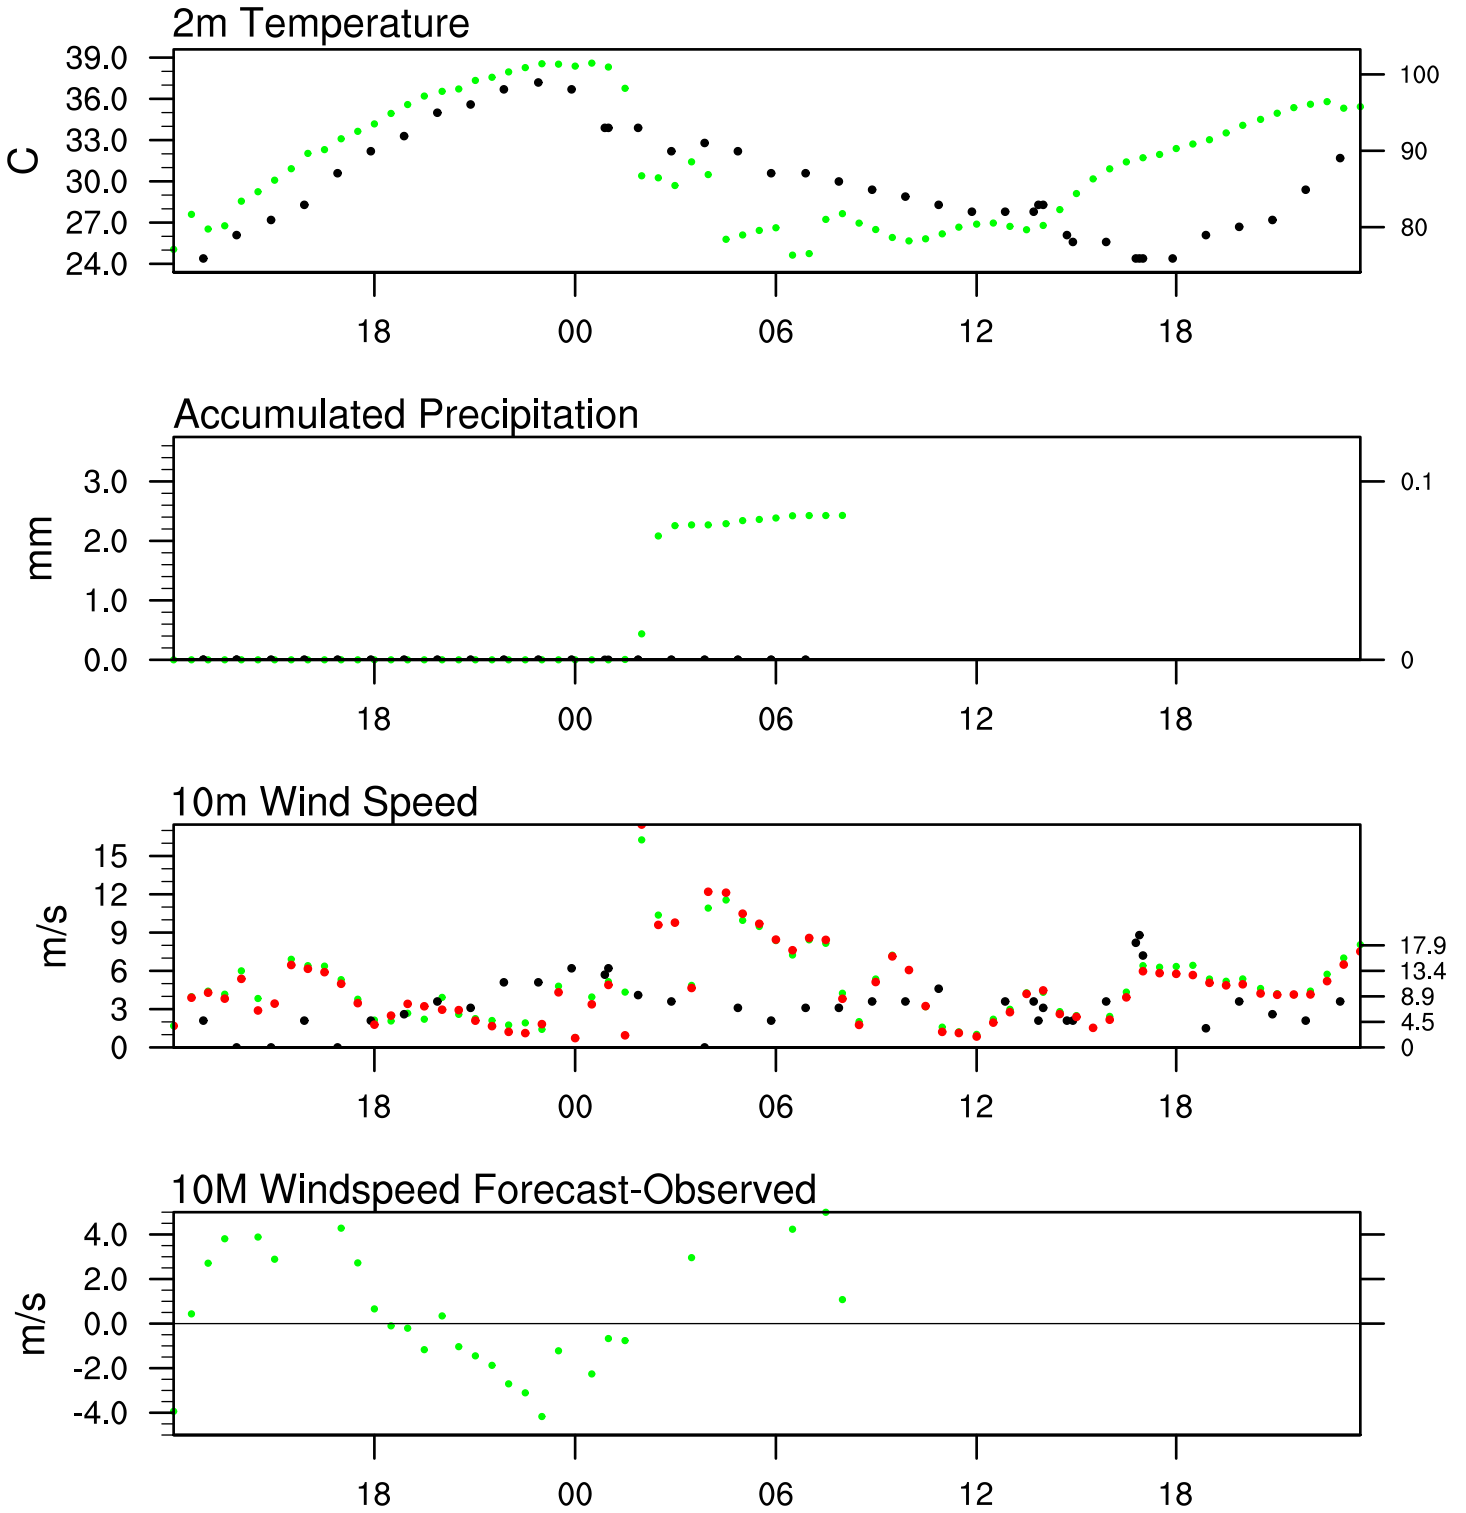 2m Temperature
39.0
36.0
33.0
30.0
27.0
24.0
C
100
90
80
18 00 06 12 18
Accumulated Precipitation
3.0
2.0
1.0
0.0
mm
0.1
0
18 00 06 12 18
10m Wind Speed
15
12
9
6
3
0
m/s
17.9
13.4
8.9
4.5
0
18 00 06 12 18
10M Windspeed Forecast-Observed
4.0
2.0
0.0
-2.0
-4.0
m/s
18 00 06 12 18